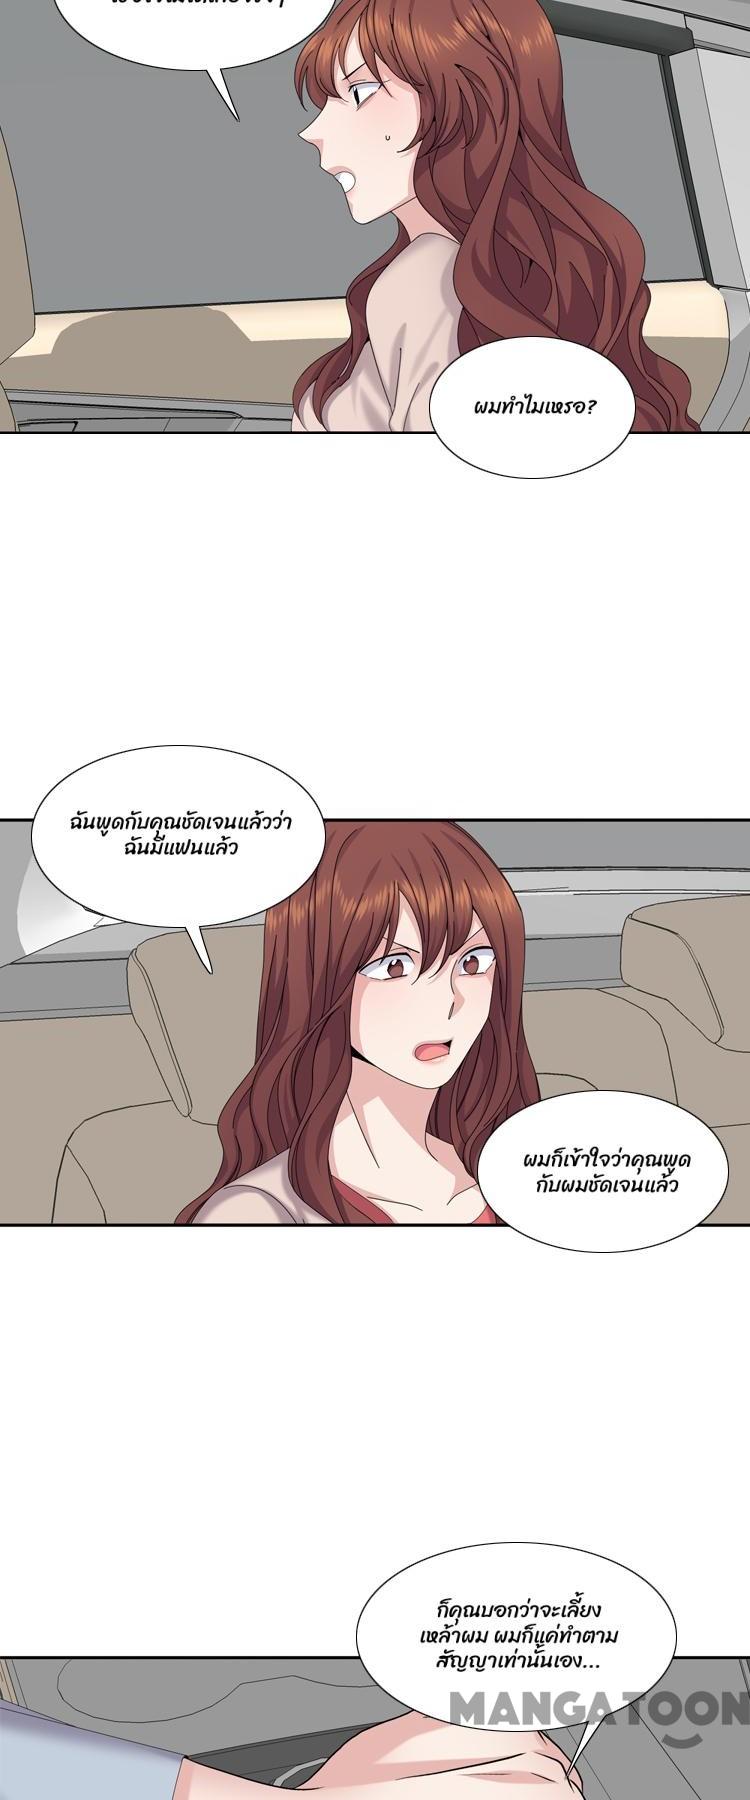 ผมทำไมเหรอ?
ฉันพูดกับคุณชัดเจนแล้วว่า
ฉันมีแฟนแล้ว
ผมก็เข้าใจว่าคุณพูด
กับผมชัดเจนแล้ว
ก็คุณบอกว่าจะเลี้ยง
เหล้าผม ผมก็แค่ทำตาม
สัญญาเท่านั้นเอง...
MANGATOON